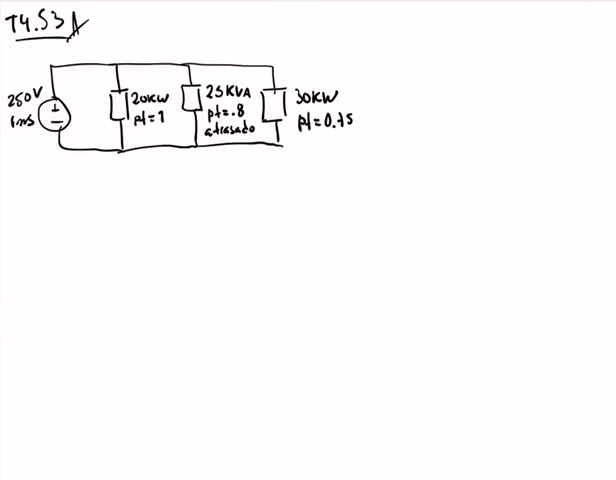 T4.53A
250V
rms
20KW
pf=1
25KVA
pf=.8
atrasado
30KW
pf=0.75